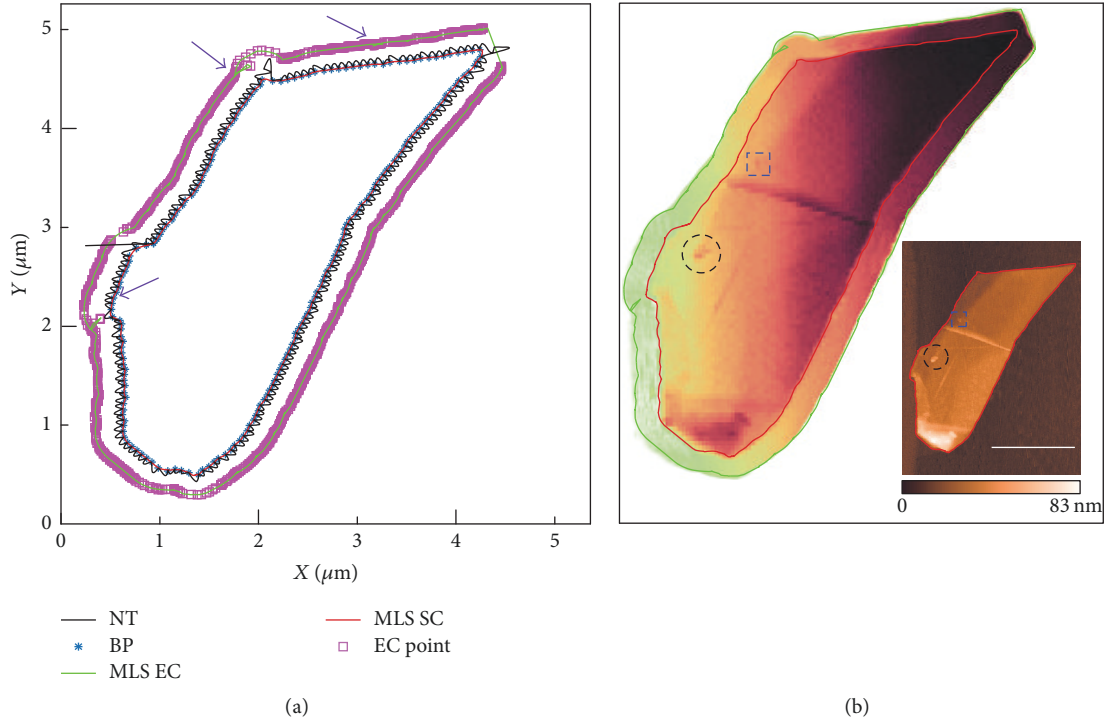 5
4
3
2
1
0
Y (μm)
0 1 2 3 4 5
X (μm)
NT
BP
MLS EC
MLS SC
EC point
(a)
0 83 nm
(b)